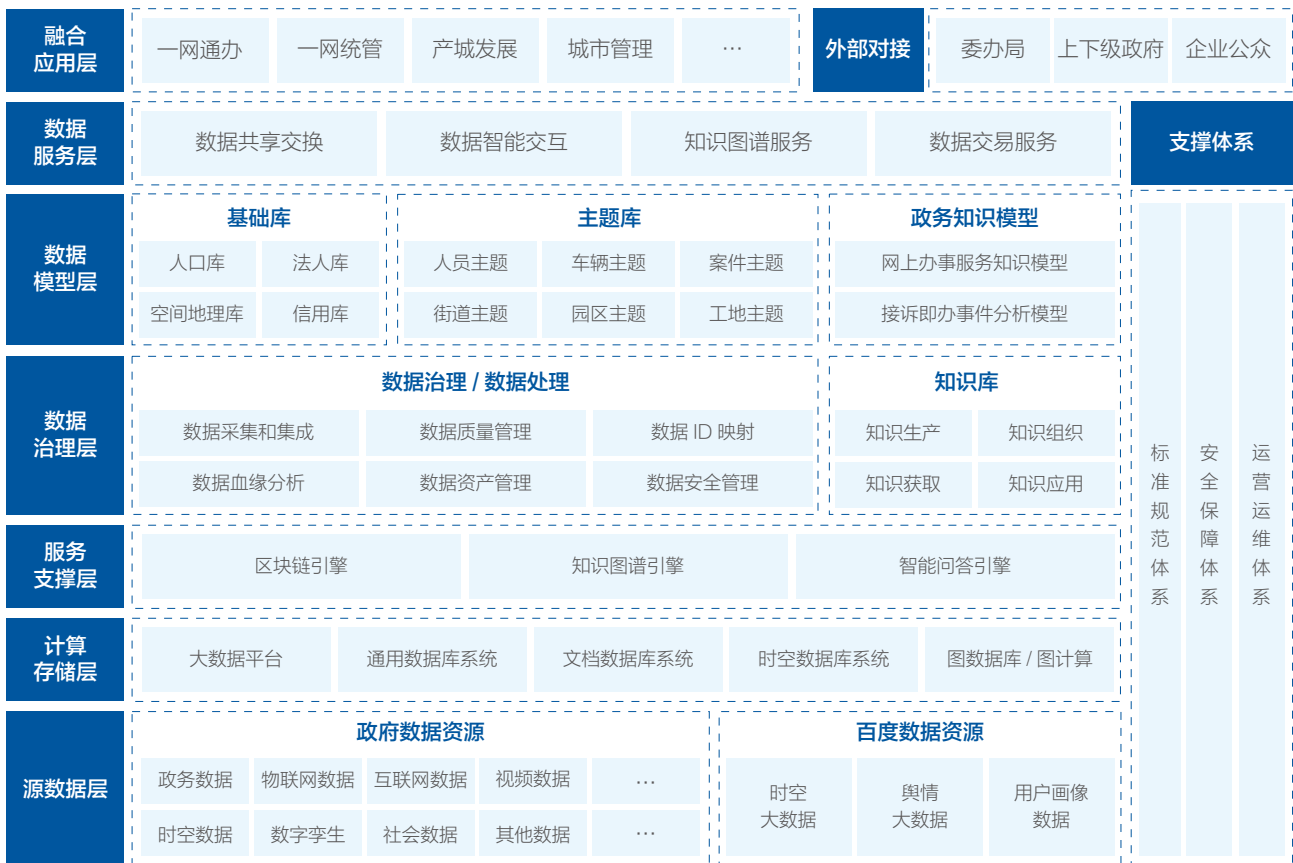 融合
应用层
一网通办
一网统管
产城发展
城市管理
…
外部对接
委办局
上下级政府
企业公众
数据
服务层
数据共享交换
数据智能交互
知识图谱服务
数据交易服务
支撑体系
数据
模型层
基础库
人口库
法人库
空间地理库
信用库
主题库
人员主题
车辆主题
案件主题
街道主题
园区主题
工地主题
政务知识模型
网上办事服务知识模型
接诉即办事件分析模型
数据
治理层
数据治理 / 数据处理
数据采集和集成
数据质量管理
数据 ID 映射
数据血缘分析
数据资产管理
数据安全管理
知识库
知识生产
知识组织
知识获取
知识应用
标准规范体系
安全保障体系
运营运维体系
服务
支撑层
区块链引擎
知识图谱引擎
智能问答引擎
计算
存储层
大数据平台
通用数据库系统
文档数据库系统
时空数据库系统
图数据库 / 图计算
源数据层
政府数据资源
政务数据
物联网数据
互联网数据
视频数据
…
时空数据
数字孪生
社会数据
其他数据
…
百度数据资源
时空
大数据
舆情
大数据
用户画像
数据